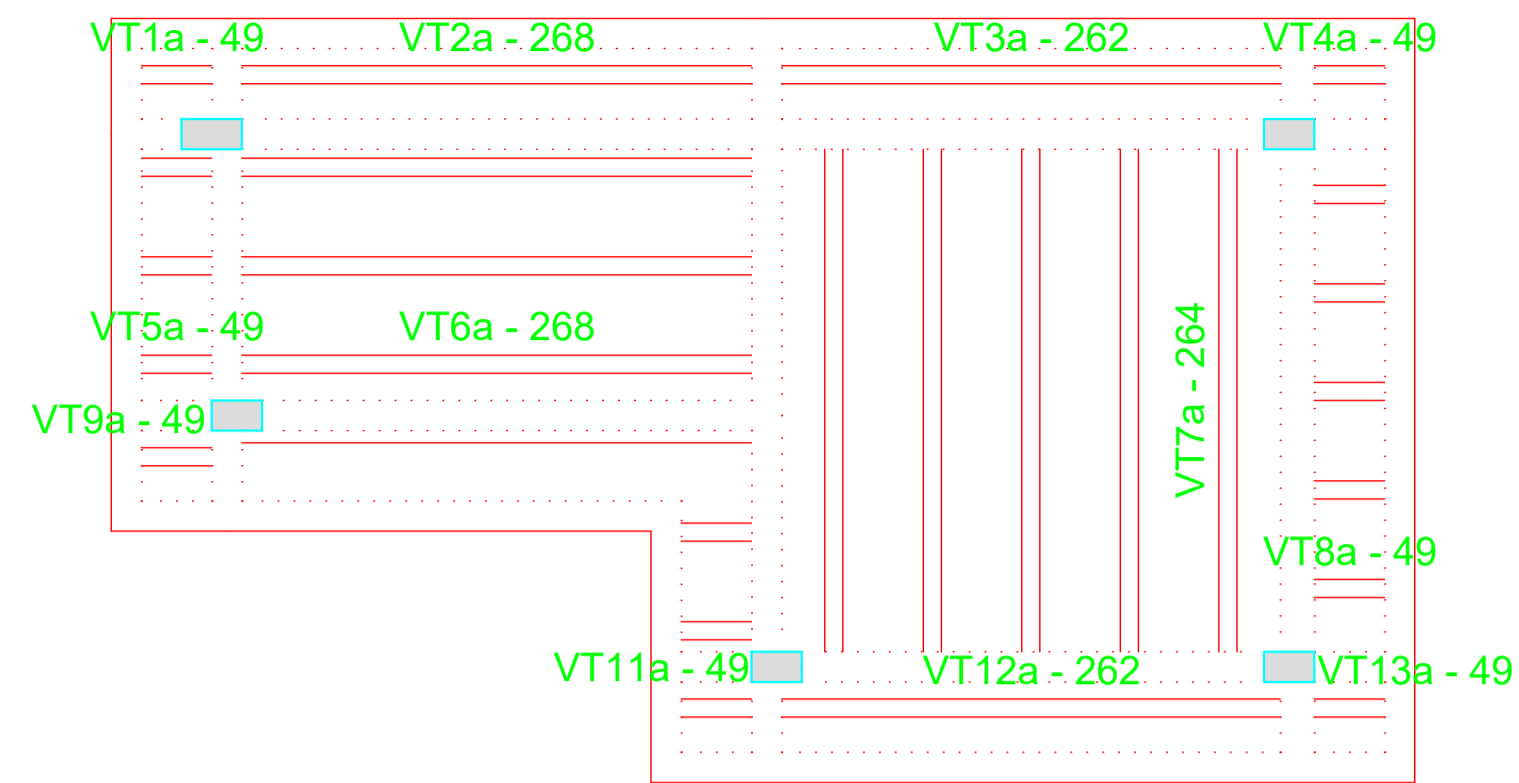 VT1a - 49
VT2a - 268
VT3a - 262
VT4a - 49
VT5a - 49
VT6a - 268
VT7a - 264
VT9a - 49
VT8a - 49
VT11a - 49
VT12a - 262
VT13a - 49